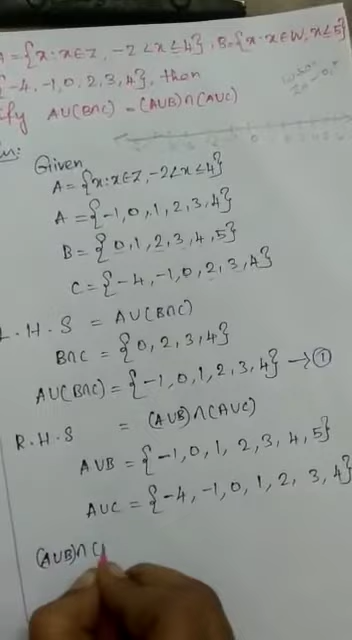 A = {x : x ∈ Z, -2 < x ≤ 4}, B = {x : x ∈ W, x ≤ 5}
{-4, -1, 0, 2, 3, 4}, then
ify A∪(B∩C) = (A∪B)∩(A∪C)
Given
A = {x : x ∈ Z, -2 < x ≤ 4}
A = {-1, 0, 1, 2, 3, 4}
B = {0, 1, 2, 3, 4, 5}
C = {-4, -1, 0, 2, 3, 4}
L.H.S = A∪(B∩C)
B∩C = {0, 2, 3, 4}
A∪(B∩C) = {-1, 0, 1, 2, 3, 4} → ①
R.H.S = (A∪B)∩(A∪C)
A∪B = {-1, 0, 1, 2, 3, 4, 5}
A∪C = {-4, -1, 0, 1, 2, 3, 4}
(A∪B)∩(